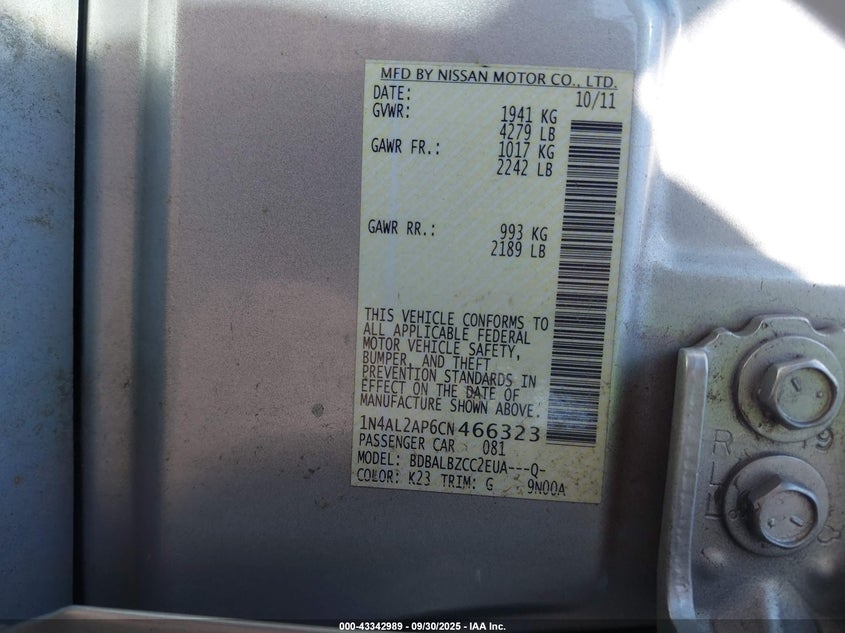 MFD BY NISSAN MOTOR CO., LTD.
DATE: 10/11
GVWR: 1941 KG
4279 LB
GAWR FR.: 1017 KG
2242 LB
GAWR RR.: 993 KG
2189 LB
THIS VEHICLE CONFORMS TO
ALL APPLICABLE FEDERAL
MOTOR VEHICLE SAFETY,
BUMPER, AND THEFT
PREVENTION STANDARDS IN
EFFECT ON THE DATE OF
MANUFACTURE SHOWN ABOVE.
1N4AL2AP6CN466323
PASSENGER CAR 081
MODEL: BDBALBZCC2EUA---Q-
COLOR: K23 TRIM: G 9N00A
000-43342989 - 09/30/2025 - IAA Inc.